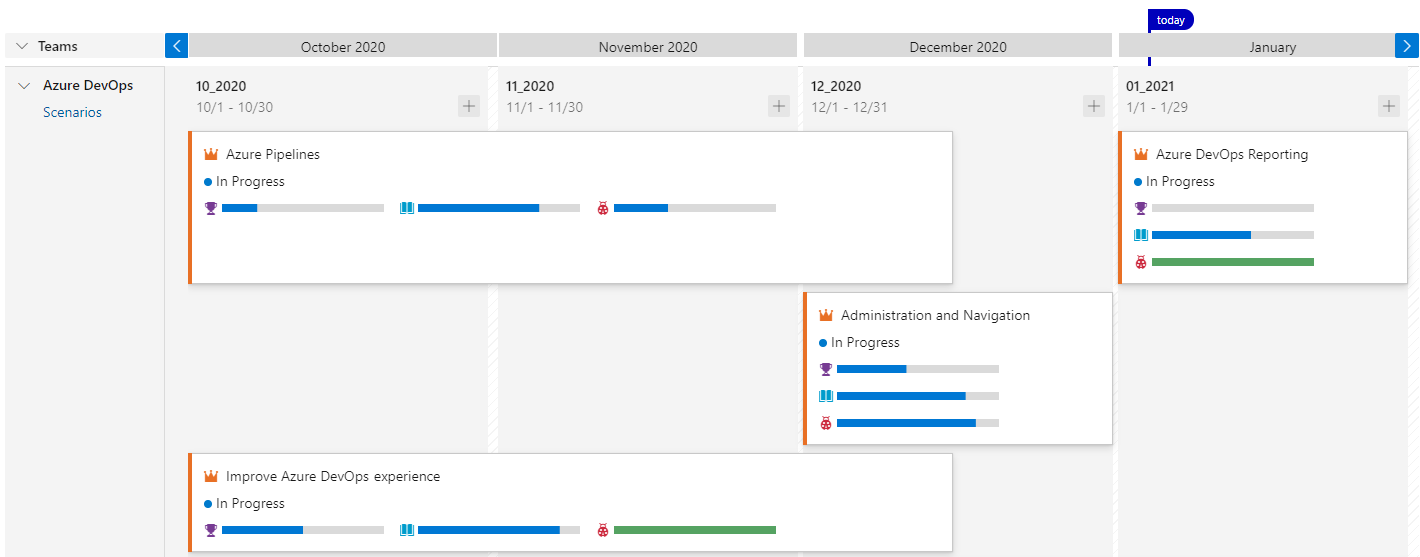 today
Teams
October 2020
November 2020
December 2020
January
Azure DevOps
Scenarios
10_2020
10/1 - 10/30
11_2020
11/1 - 11/30
12_2020
12/1 - 12/31
01_2021
1/1 - 1/29
Azure Pipelines
In Progress
Azure DevOps Reporting
In Progress
Administration and Navigation
In Progress
Improve Azure DevOps experience
In Progress